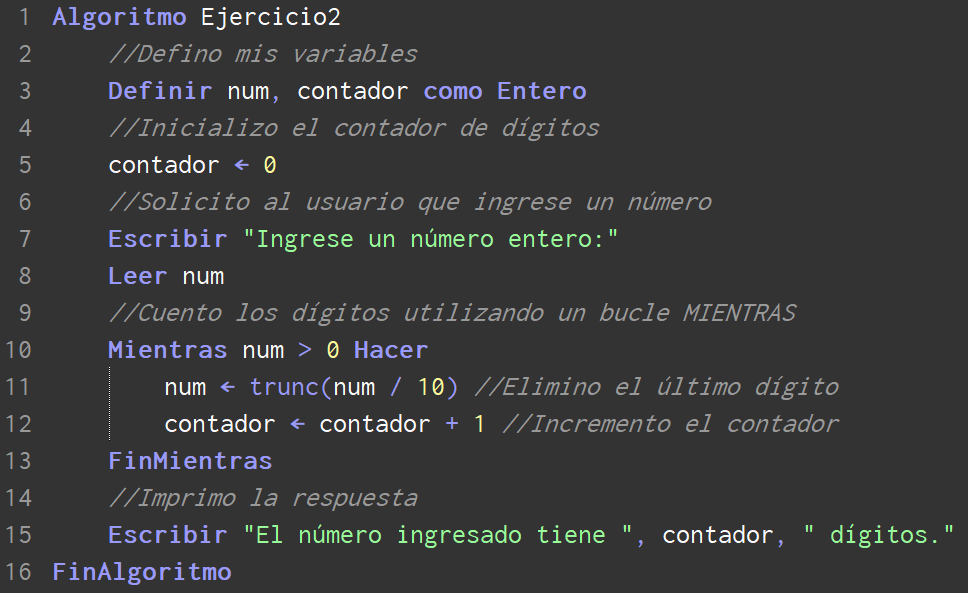 1 Algoritmo Ejercicio2
2 //Defino mis variables
3 Definir num, contador como Entero
4 //Inicializo el contador de dígitos
5 contador ← 0
6 //Solicito al usuario que ingrese un número
7 Escribir "Ingrese un número entero:"
8 Leer num
9 //Cuento los dígitos utilizando un bucle MIENTRAS
10 Mientras num > 0 Hacer
11 num ← trunc(num / 10) //Elimino el último dígito
12 contador ← contador + 1 //Incremento el contador
13 FinMientras
14 //Imprimo la respuesta
15 Escribir "El número ingresado tiene ", contador, " dígitos."
16 FinAlgoritmo